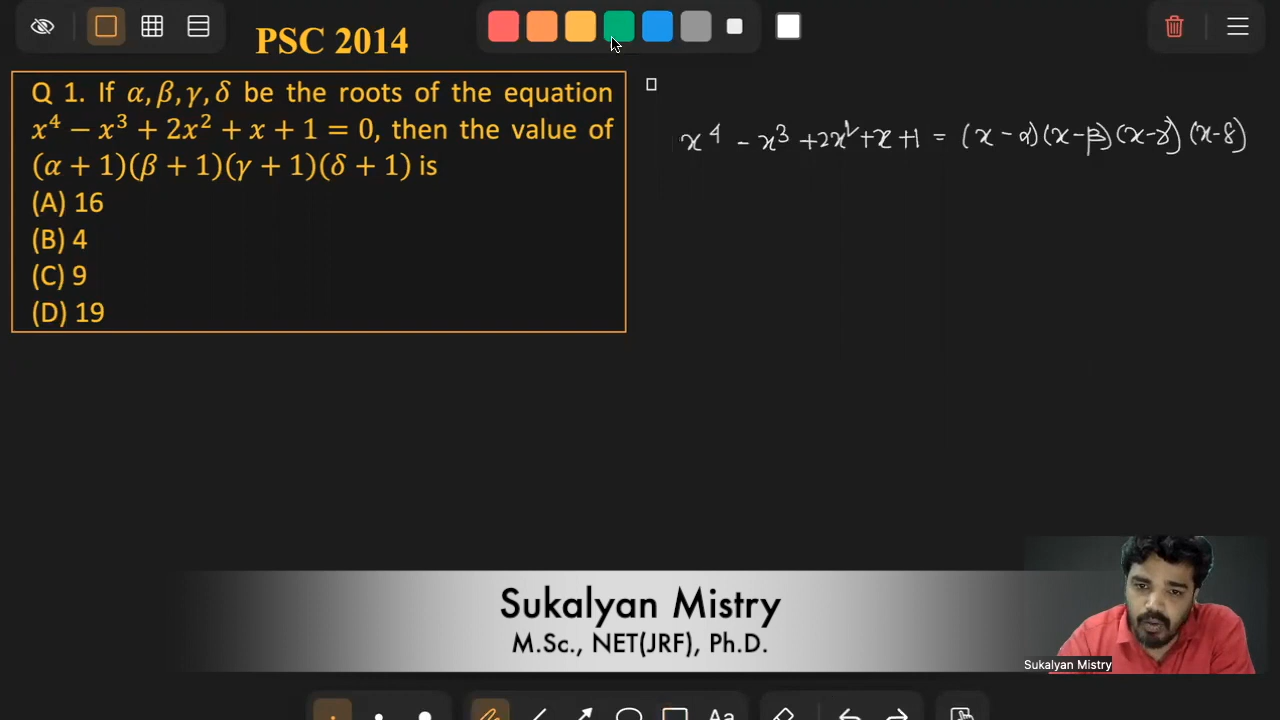 PSC 2014
Q 1. If α, β, γ, δ be the roots of the equation
x⁴ − x³ + 2x² + x + 1 = 0, then the value of
(α + 1)(β + 1)(γ + 1)(δ + 1) is
(A) 16
(B) 4
(C) 9
(D) 19
x⁴ − x³ + 2x² + x + 1 = (x − α)(x − β)(x − γ)(x − δ)
Sukalyan Mistry
M.Sc., NET(JRF), Ph.D.
Sukalyan Mistry
Aa